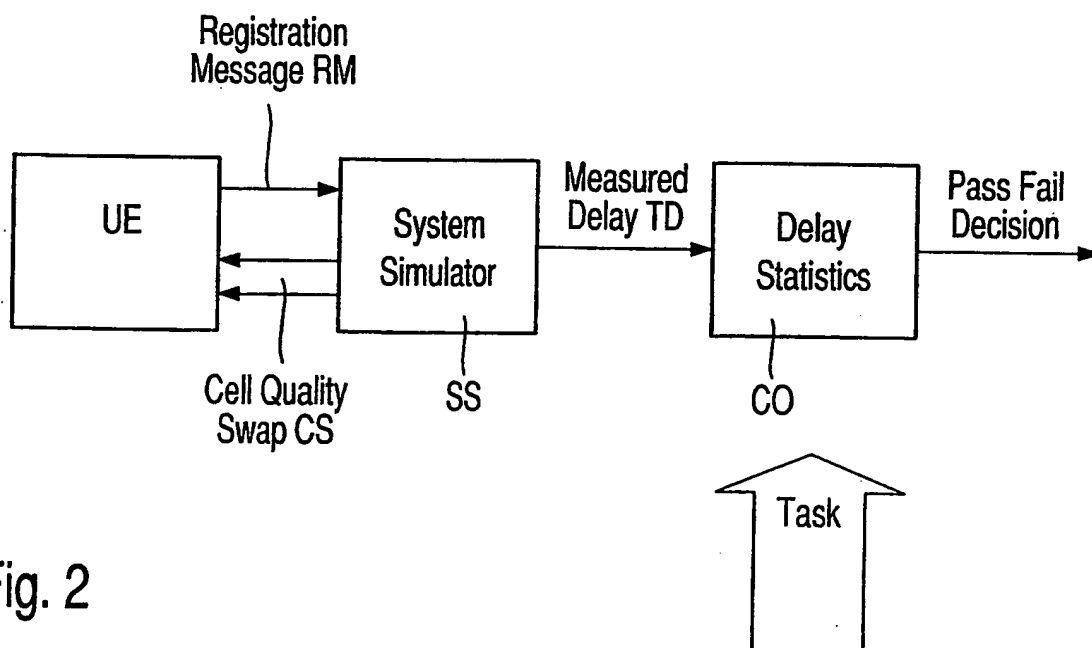 Registration
Message RM
UE
System
Simulator
Measured
Delay TD
Delay
Statistics
Pass Fail
Decision
Cell Quality
Swap CS
SS
CO
Task
Fig. 2